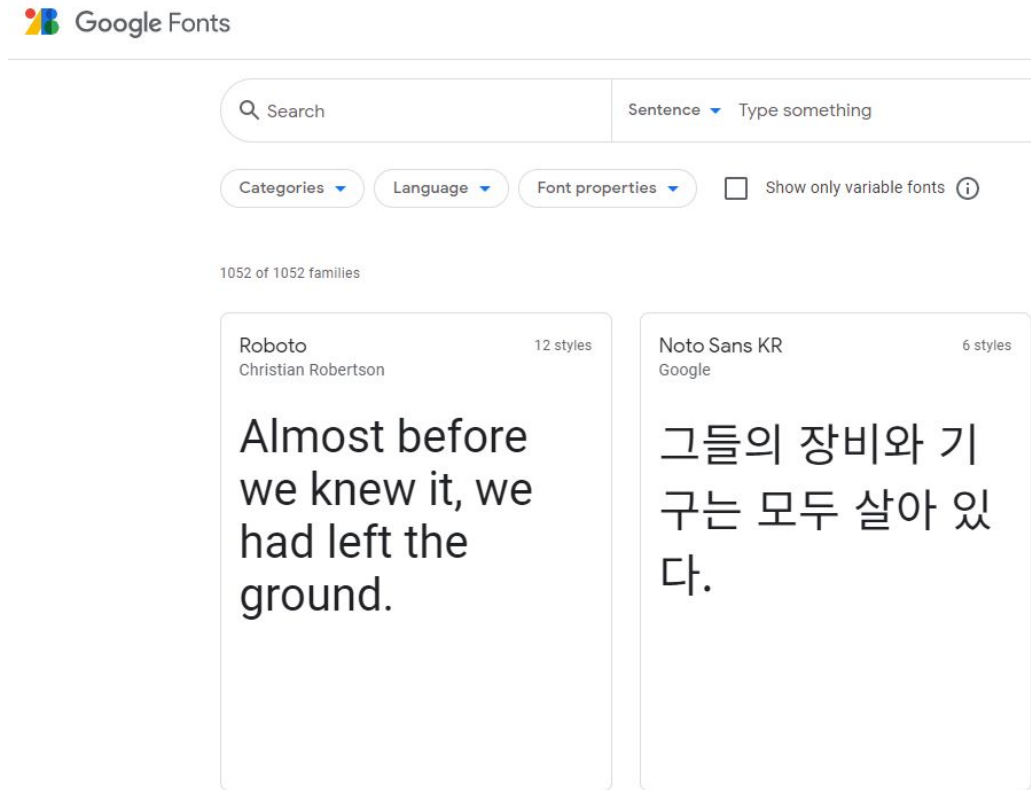 Google Fonts
Search
Sentence
Type something
Categories
Language
Font properties
Show only variable fonts
1052 of 1052 families
Roboto
12 styles
Christian Robertson
Almost before
we knew it, we
had left the
ground.
Noto Sans KR
6 styles
Google
그들의 장비와 기
구는 모두 살아 있
다.